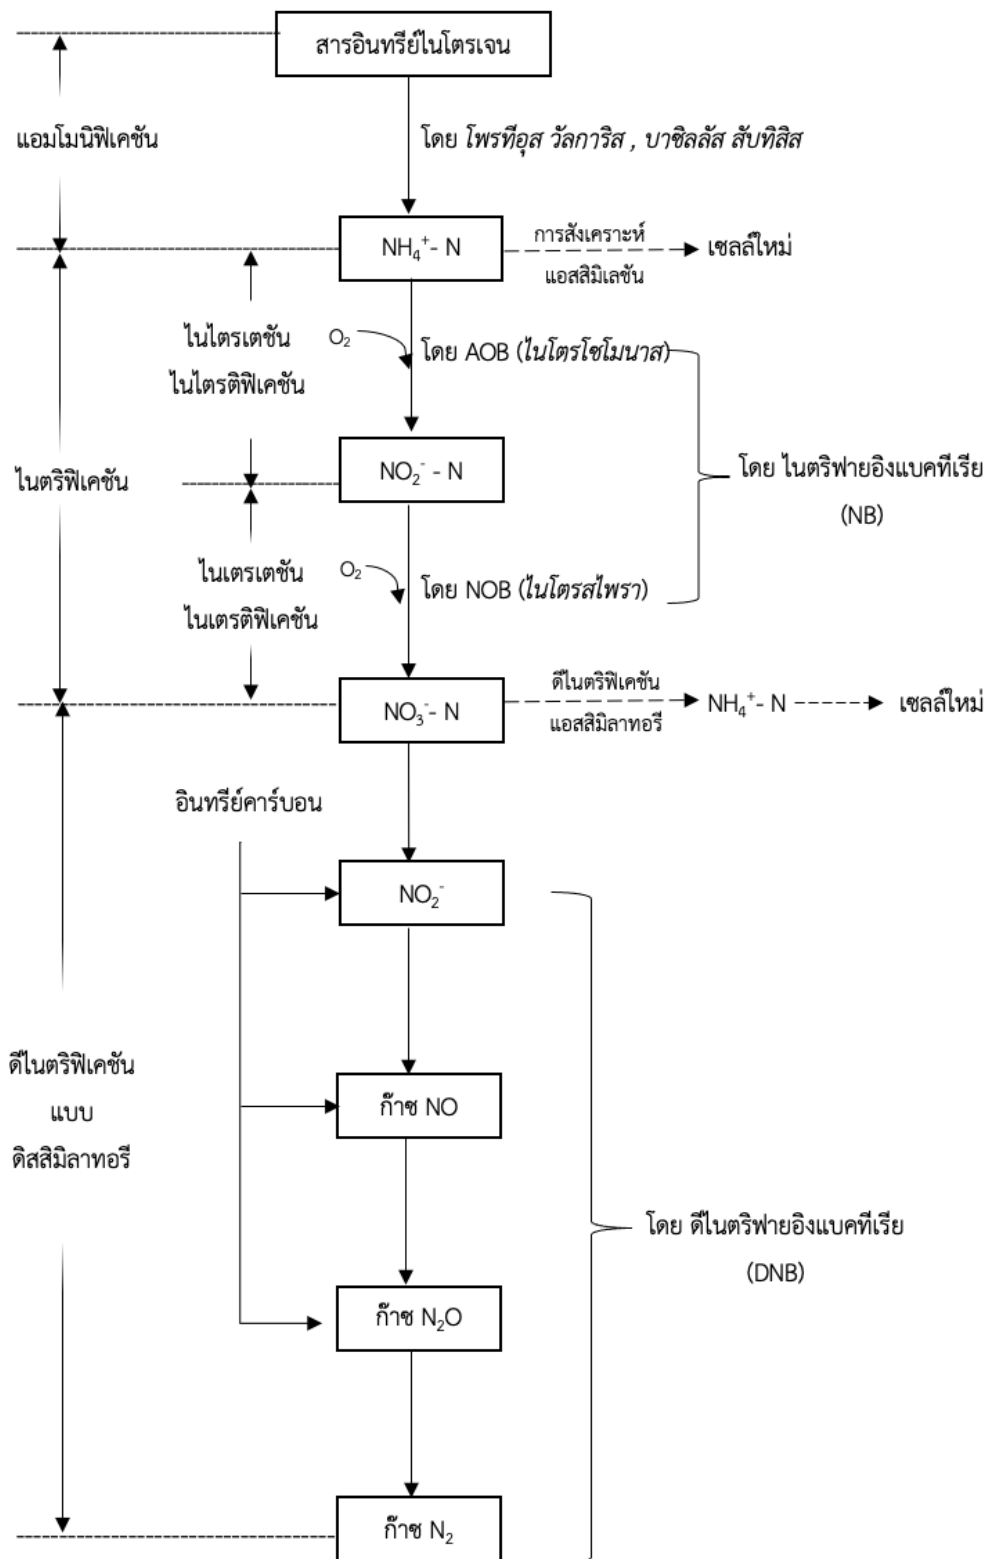 สารอินทรีย์ไนโตรเจน
แอมโมนิฟิเคชัน
โดย โพรทีอุส วัลการิส , บาซิลลัส สับทิสิส
NH₄⁺- N
การสังเคราะห์
แอสสิมิเลชัน
เซลล์ใหม่
ไนไตรเตชัน
ไนไตรติฟิเคชัน
O₂
โดย AOB (ไนโตรโซโมนาส)
ไนตริฟิเคชัน
NO₂⁻ - N
โดย ไนตริฟายอิงแบคทีเรีย
(NB)
ไนเตรเตชัน
ไนเตรติฟิเคชัน
O₂
โดย NOB (ไนโตรสไพรา)
NO₃⁻- N
ดีไนตริฟิเคชัน
แอสสิมิลาทอรี
NH₄⁺- N
เซลล์ใหม่
อินทรีย์คาร์บอน
NO₂⁻
ดีไนตริฟิเคชัน
แบบ
ดิสสิมิลาทอรี
ก๊าซ NO
โดย ดีไนตริฟายอิงแบคทีเรีย
(DNB)
ก๊าซ N₂O
ก๊าซ N₂